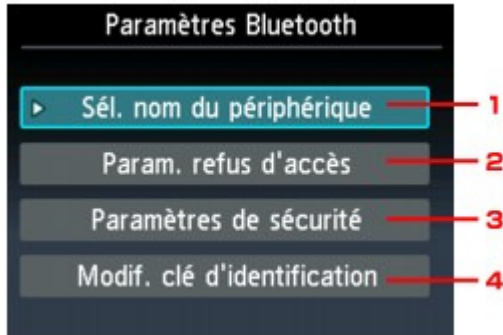 Paramètres Bluetooth
Sél. nom du périphérique 1
Param. refus d'accès 2
Paramètres de sécurité 3
Modif. clé d'identification 4